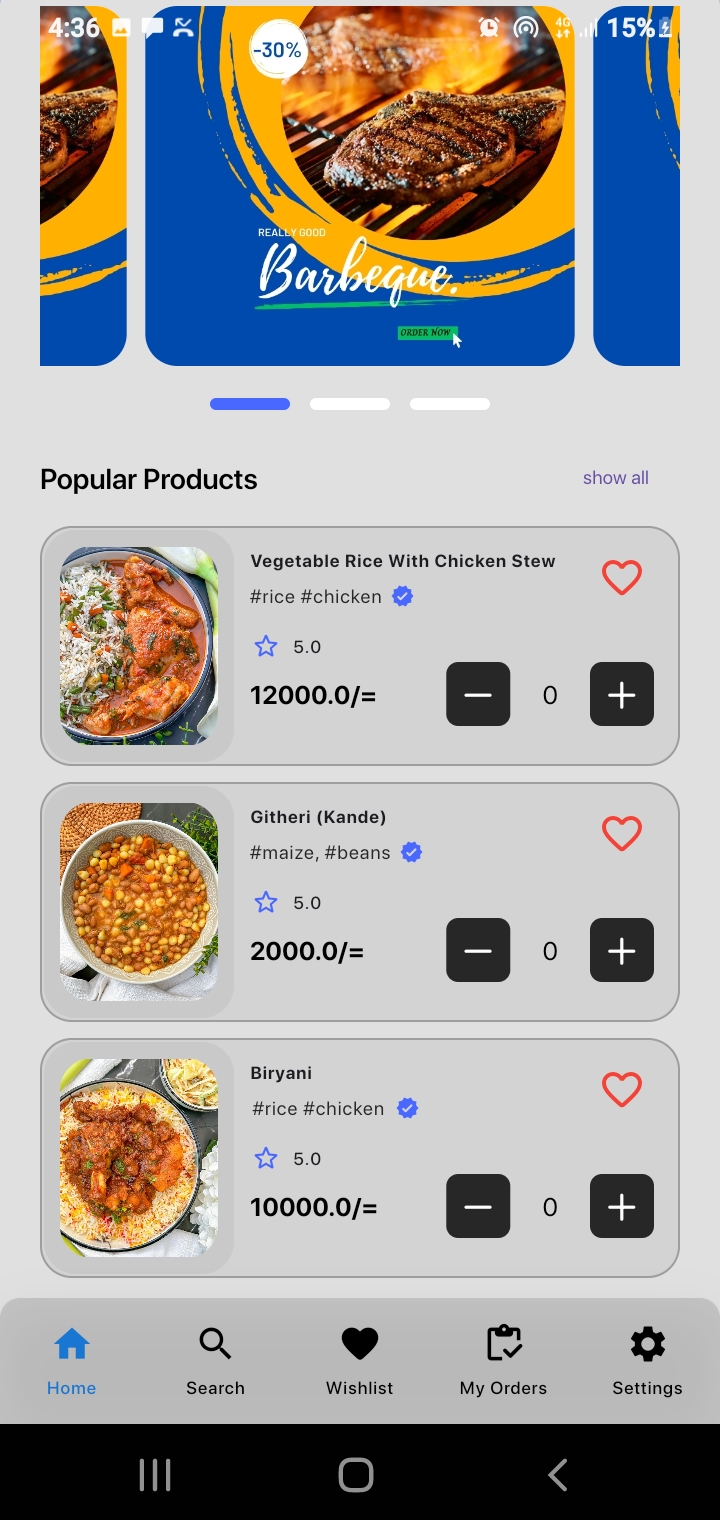 4:36
4G
15%
-30%
REALLY GOOD
Barbeque.
ORDER NOW
Popular Products
show all
Vegetable Rice With Chicken Stew
#rice #chicken
5.0
12000.0/=
0
Githeri (Kande)
#maize, #beans
5.0
2000.0/=
0
Biryani
#rice #chicken
5.0
10000.0/=
0
Home
Search
Wishlist
My Orders
Settings